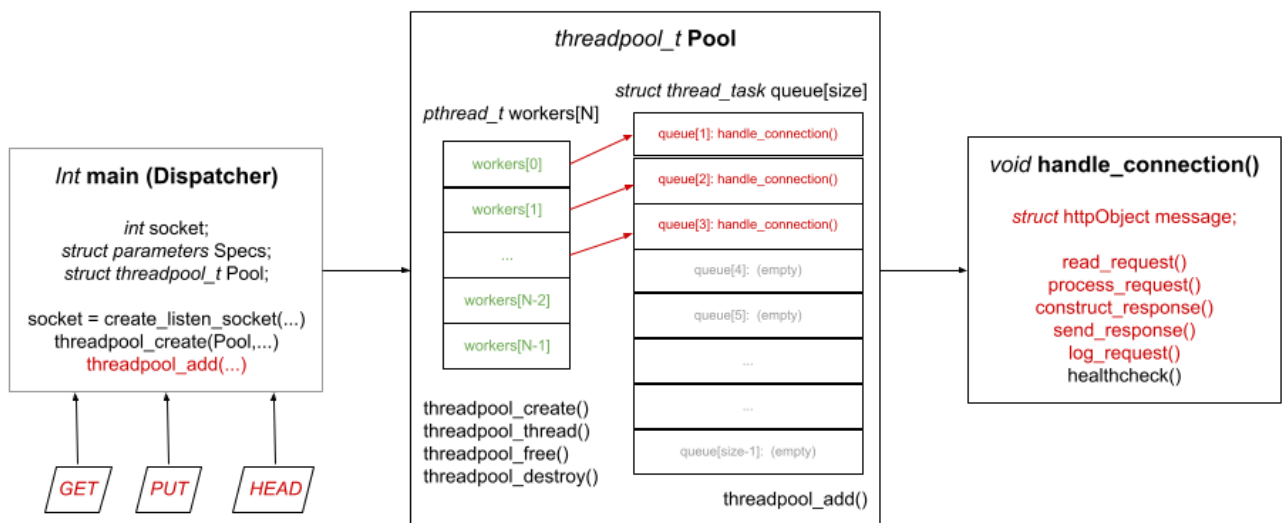 Int main (Dispatcher)
int socket;
struct parameters Specs;
struct threadpool_t Pool;
socket = create_listen_socket(...)
threadpool_create(Pool,...)
threadpool_add(...)
GET
PUT
HEAD
threadpool_t Pool
pthread_t workers[N]
workers[0]
workers[1]
...
workers[N-2]
workers[N-1]
threadpool_create()
threadpool_thread()
threadpool_free()
threadpool_destroy()
struct thread_task queue[size]
queue[1]: handle_connection()
queue[2]: handle_connection()
queue[3]: handle_connection()
queue[4]: (empty)
queue[5]: (empty)
...
...
queue[size-1]: (empty)
threadpool_add()
void handle_connection()
struct httpObject message;
read_request()
process_request()
construct_response()
send_response()
log_request()
healthcheck()